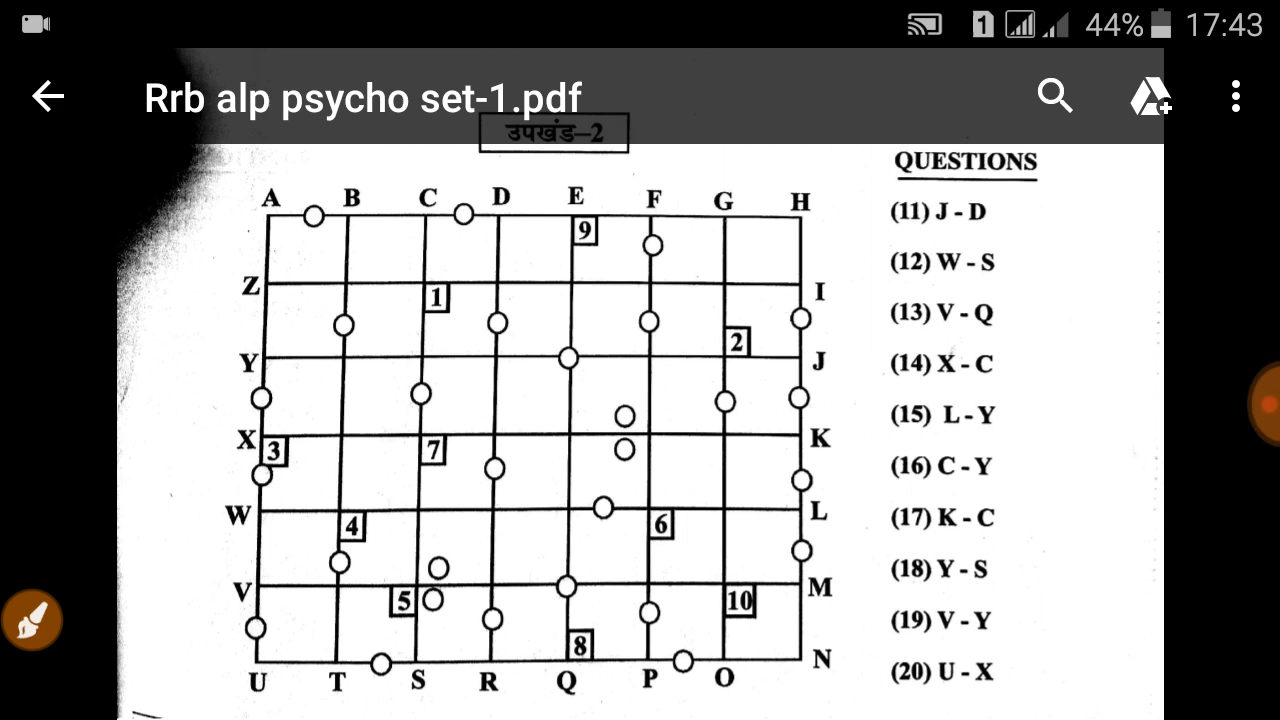 1 44% 17:43
Rrb alp psycho set-1.pdf
उपखंड–2
QUESTIONS
A B C D E F G H
9
(11) J - D
Z I
1
(12) W - S
2
(13) V - Q
Y J
(14) X - C
X K
3 7
(15) L - Y
W L
4 6
(16) C - Y
(17) K - C
V M
5 10
(18) Y - S
8
(19) V - Y
U T S R Q P O N
(20) U - X